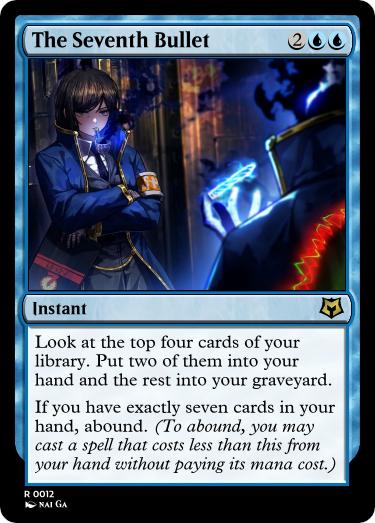 The Seventh Bullet 2
Instant
Look at the top four cards of your
library. Put two of them into your
hand and the rest into your graveyard.
If you have exactly seven cards in your
hand, abound. (To abound, you may
cast a spell that costs less than this from
your hand without paying its mana cost.)
R 0012
NAI GA